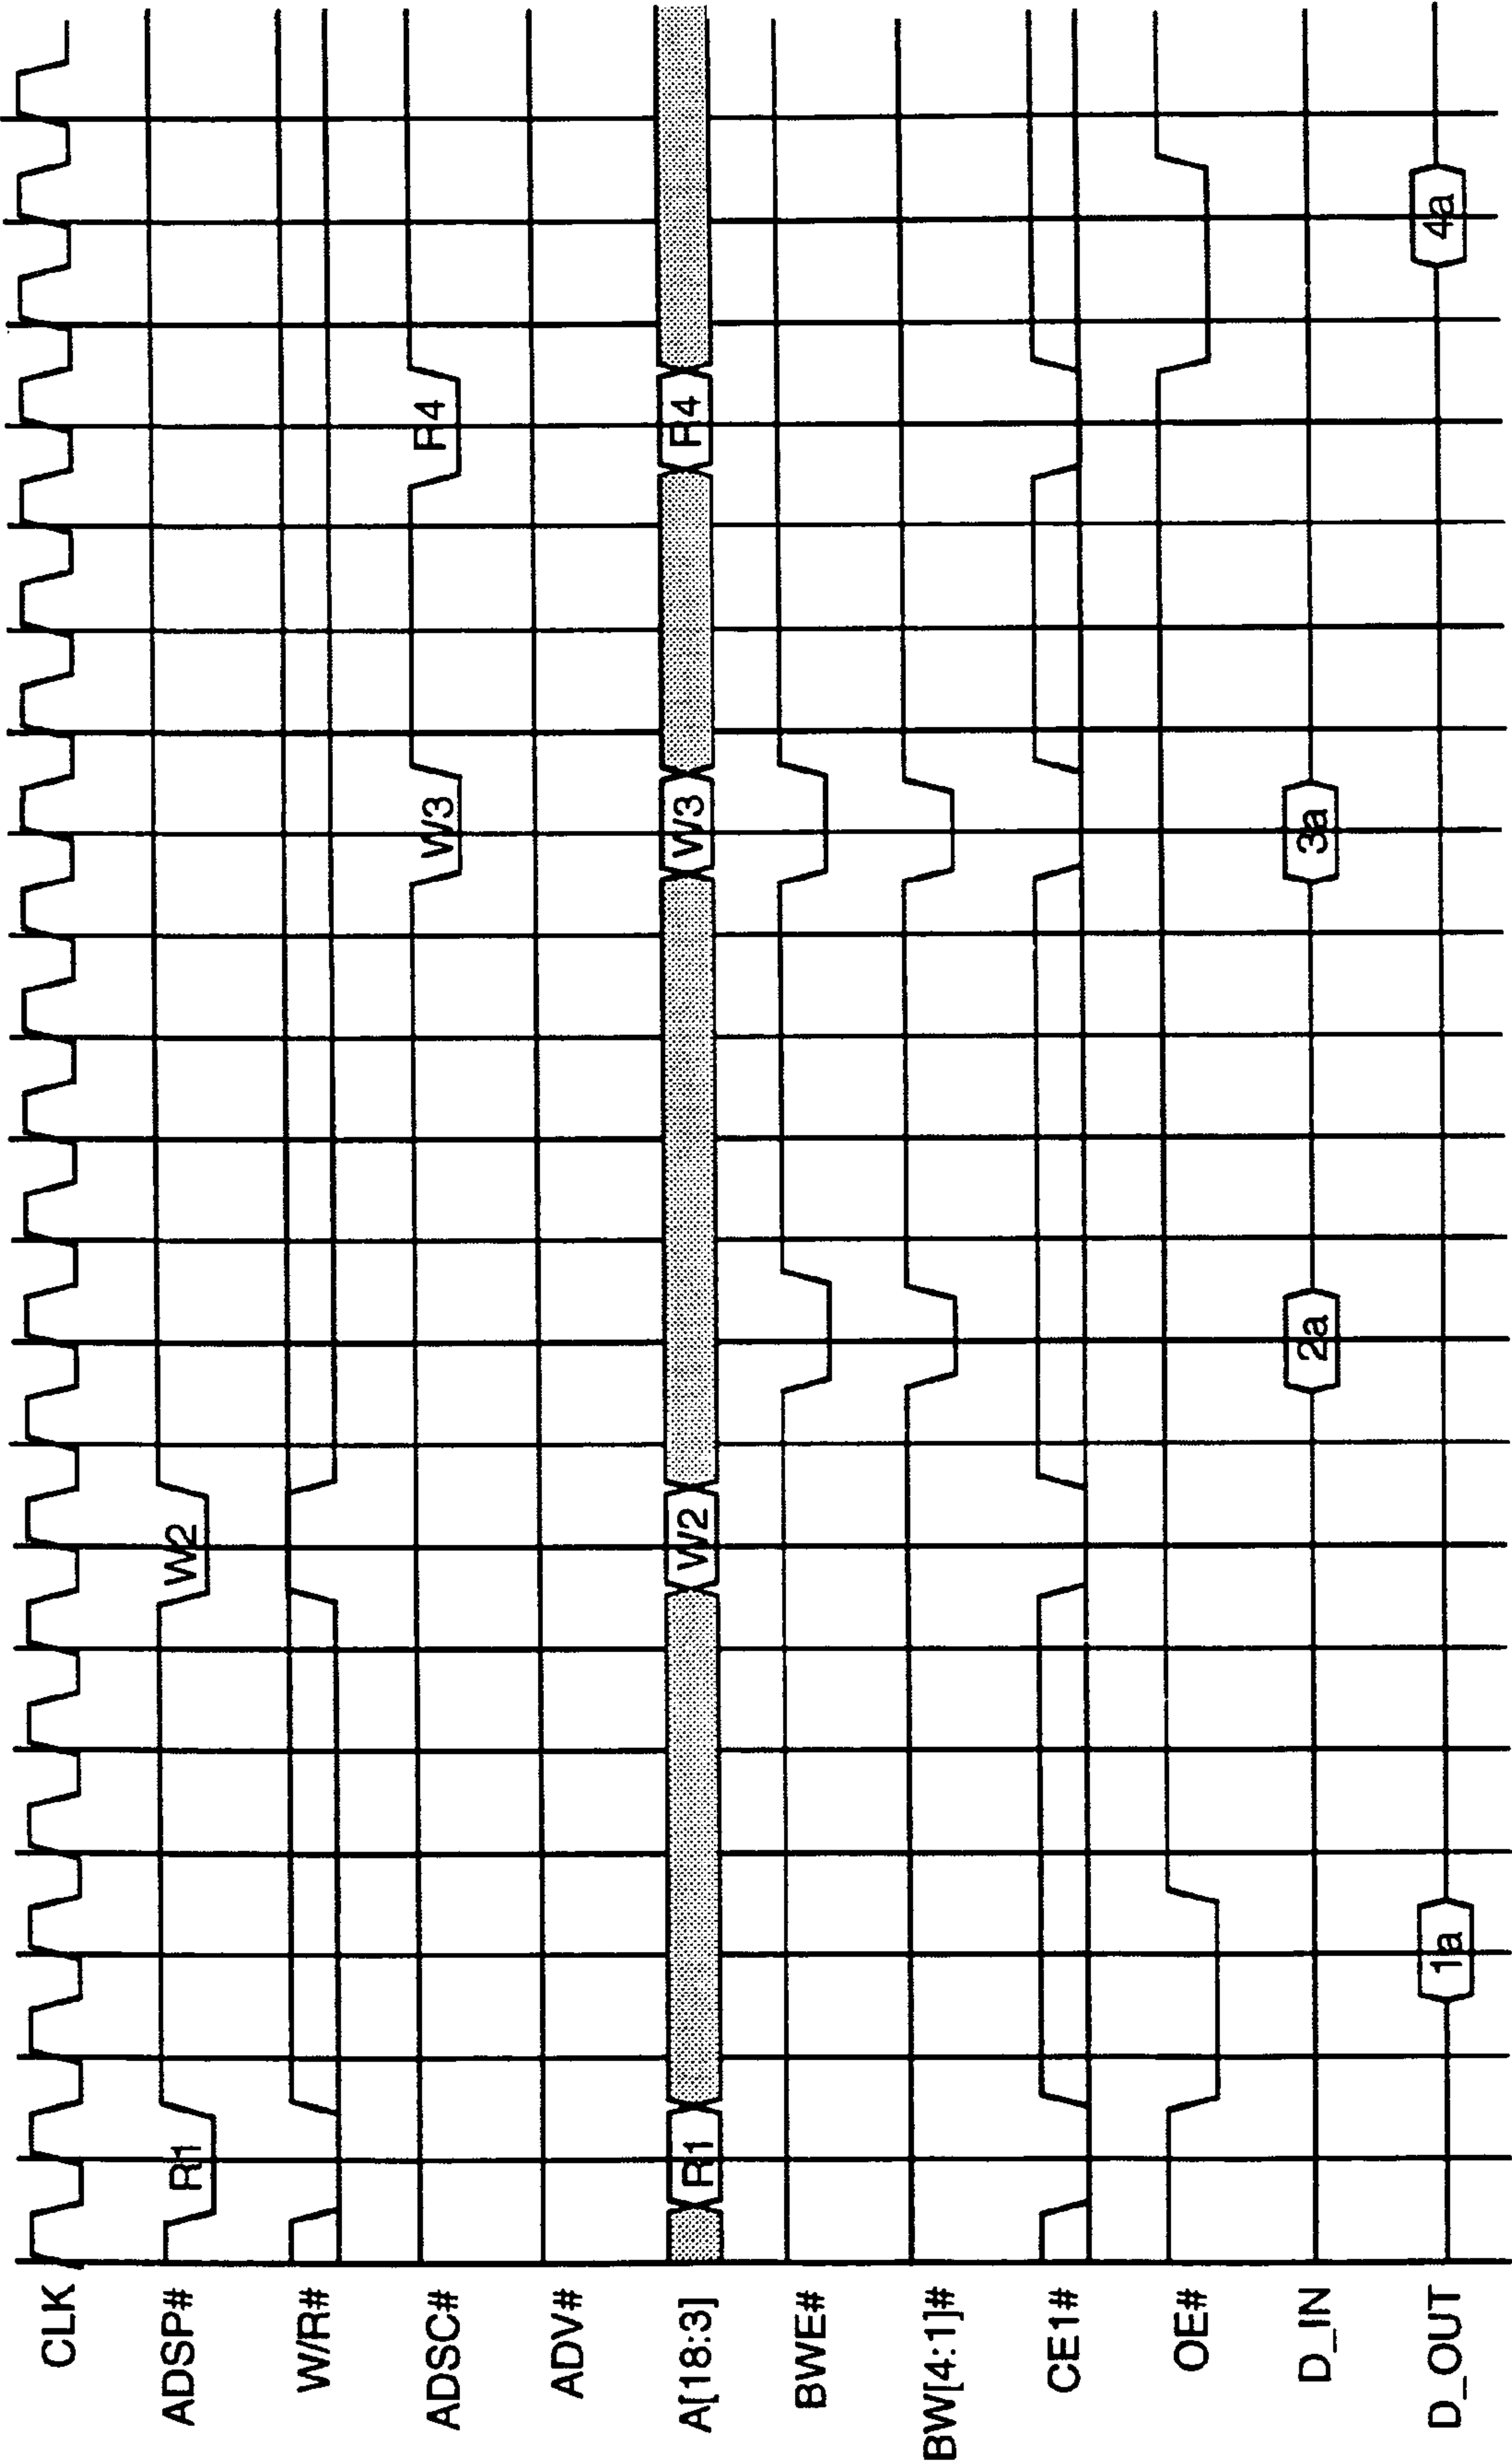 CLK
ADSP# R1 W2
W/R#
ADSC# W3 R4
ADV#
A[18:3] R1 W2 W3 R4
BWE#
BW[4:1]#
CE1#
OE#
D_IN 2a 3a
D_OUT 1a 4a